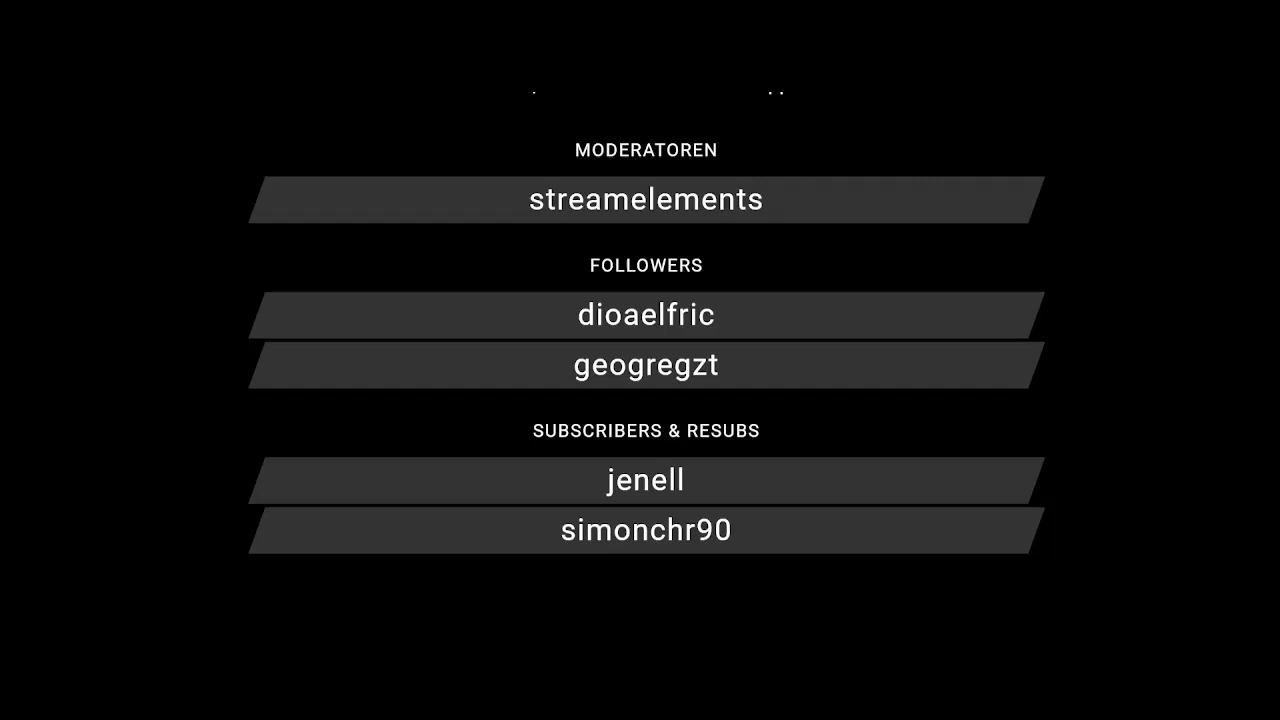 MODERATOREN
streamelements
FOLLOWERS
dioaelfric
geogregzt
SUBSCRIBERS & RESUBS
jenell
simonchr90